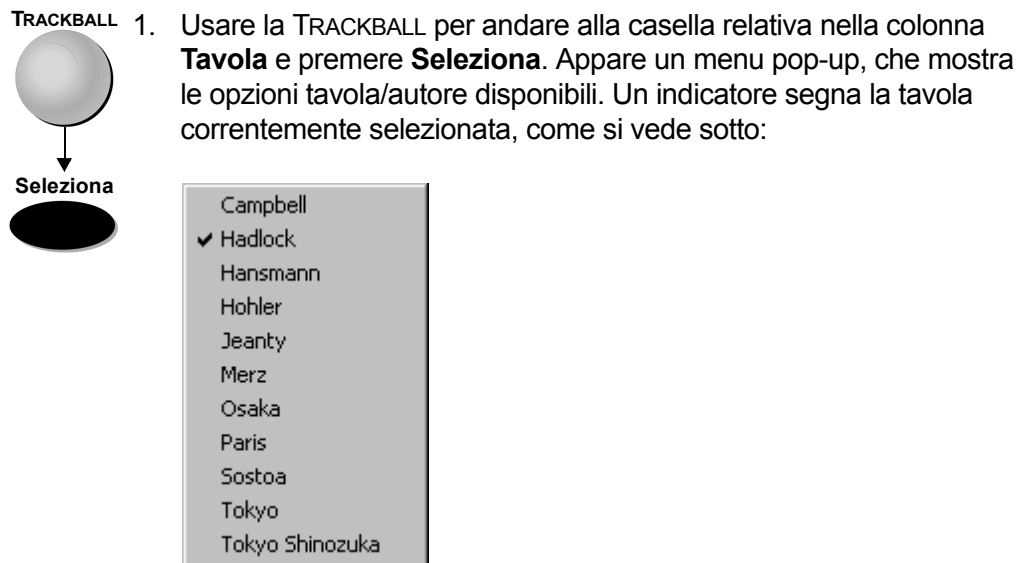 TRACKBALL
Seleziona
1. Usare la TRACKBALL per andare alla casella relativa nella colonna
Tavola e premere Seleziona. Appare un menu pop-up, che mostra
le opzioni tavola/autore disponibili. Un indicatore segna la tavola
correntemente selezionata, come si vede sotto:
Campbell
✔ Hadlock
Hansmann
Hohler
Jeanty
Merz
Osaka
Paris
Sostoa
Tokyo
Tokyo Shinozuka